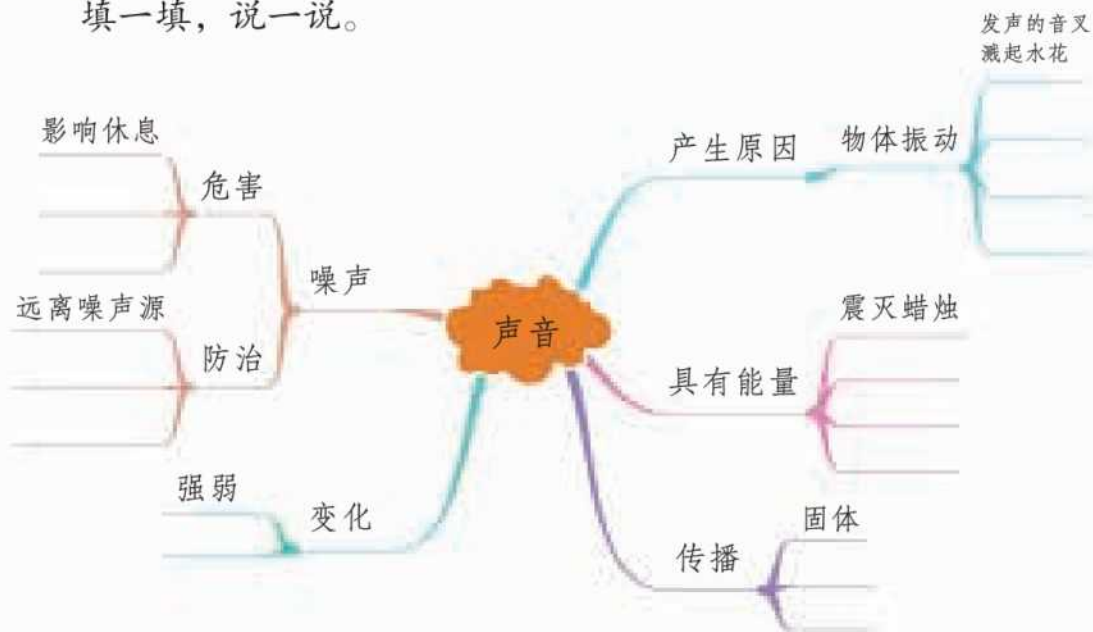 填一填，说一说。
发声的音叉
溅起水花
影响休息
危害
产生原因
物体振动
噪声
远离噪声源
防治
声音
震灭蜡烛
具有能量
强弱
变化
固体
传播